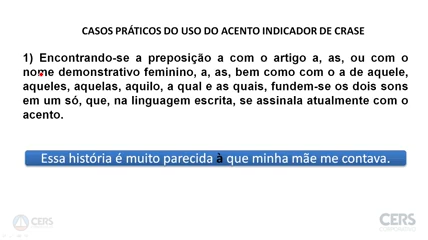 CASOS PRÁTICOS DO USO DO ACENTO INDICADOR DE CRASE
1) Encontrando-se a preposição a com o artigo a, as, ou com o
nome demonstrativo feminino, a, as, bem como com o a de aquele,
aqueles, aquelas, aquilo, a qual e as quais, fundem-se os dois sons
em um só, que, na linguagem escrita, se assinala atualmente com o
acento.
Essa história é muito parecida à que minha mãe me contava.
CERS
CERS